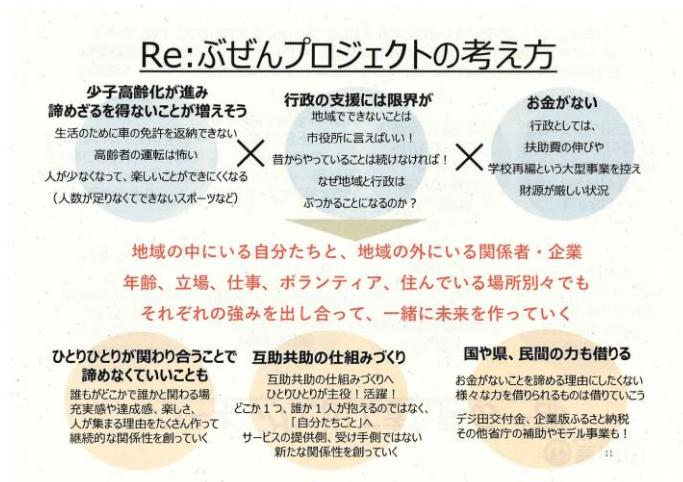 Re:ぶぜんプロジェクトの考え方
少子高齢化が進み
諦めざるを得ないことが増えそう
生活のために車の免許を返納できない
高齢者の運転は怖い
人が少なくなって、楽しいことができにくくなる
（人数が足りなくてできないスポーツなど）
×
行政の支援には限界が
地域でできないことは
市役所に言えばいい！
昔からやっていることは続けなければ！
なぜ地域と行政は
ぶつかることになるのか？
×
お金がない
行政としては、
扶助費の伸びや
学校再編という大型事業を控え
財源が厳しい状況
地域の中にいる自分たちと、地域の外にいる関係者・企業
年齢、立場、仕事、ボランティア、住んでいる場所別々でも
それぞれの強みを出し合って、一緒に未来を作っていく
ひとりひとりが関わり合うことで
諦めなくていいことも
誰もがどこかで誰かと関わる場
充実感や達成感、楽しさ、
人が集まる理由をたくさん作って
継続的な関係性を創っていく
互助共助の仕組みづくり
互助共助の仕組みづくりへ
ひとりひとりが主役！活躍！
どこか１つ、誰か１人が抱えるのではなく、
「自分たちごと」へ
サービスの提供側、受け手側ではない
新たな関係性を創っていく
国や県、民間の力も借りる
お金がないことを諦める理由にしたくない
様々な力を借りられるものは借りていこう
デジ田交付金、企業版ふるさと納税
その他省庁の補助やモデル事業も！
11